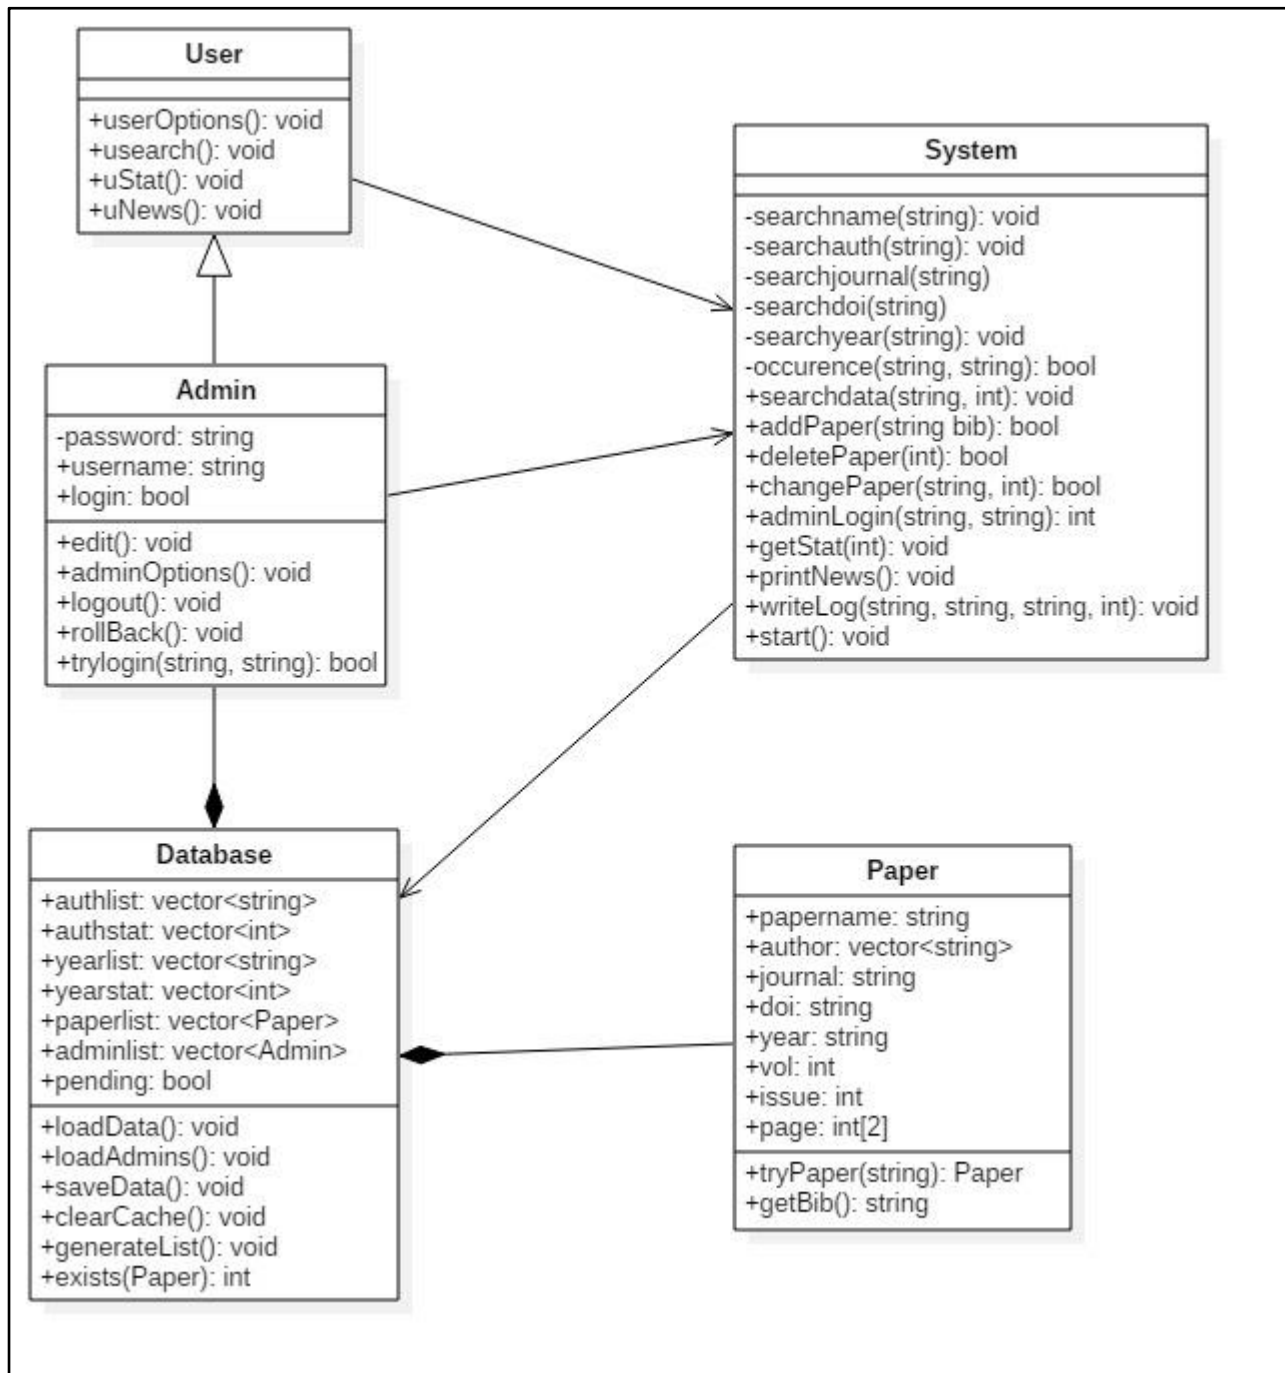 User
+userOptions(): void
+usearch(): void
+uStat(): void
+uNews(): void
System
-searchname(string): void
-searchauth(string): void
-searchjournal(string)
-searchdoi(string)
-searchyear(string): void
-occurence(string, string): bool
+searchdata(string, int): void
+addPaper(string bib): bool
+deletePaper(int): bool
+changePaper(string, int): bool
+adminLogin(string, string): int
+getStat(int): void
+printNews(): void
+writeLog(string, string, string, int): void
+start(): void
Admin
-password: string
+username: string
+login: bool
+edit(): void
+adminOptions(): void
+logout(): void
+rollBack(): void
+trylogin(string, string): bool
Database
+authlist: vector<string>
+authstat: vector<int>
+yearlist: vector<string>
+yearstat: vector<int>
+paperlist: vector<Paper>
+adminlist: vector<Admin>
+pending: bool
+loadData(): void
+loadAdmins(): void
+saveData(): void
+clearCache(): void
+generateList(): void
+exists(Paper): int
Paper
+papername: string
+author: vector<string>
+journal: string
+doi: string
+year: string
+vol: int
+issue: int
+page: int[2]
+tryPaper(string): Paper
+getBib(): string